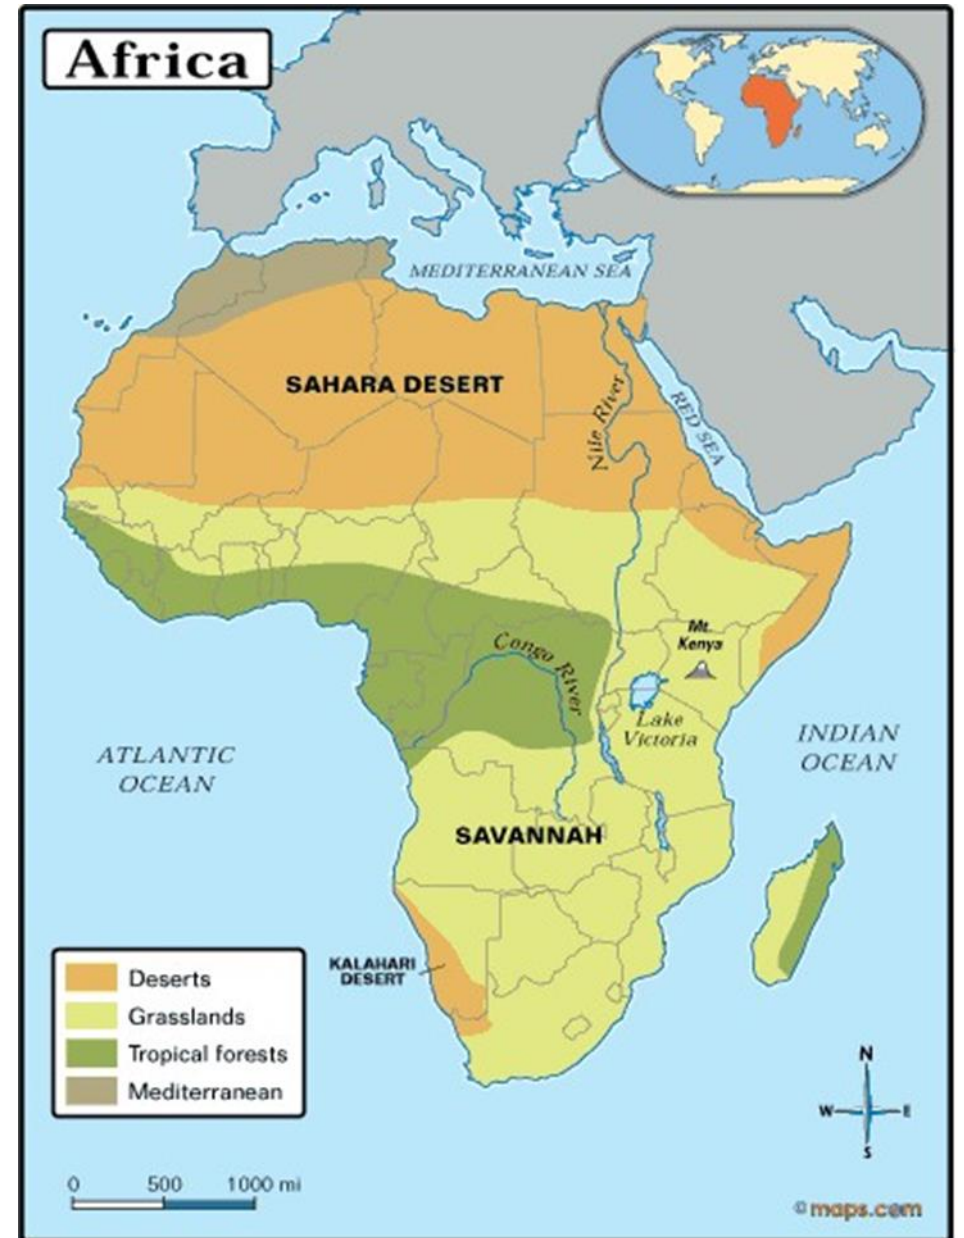 Africa
MEDITERRANEAN SEA
SAHARA DESERT
Nile River
RED SEA
Mt.
Kenya
Congo River
Lake
Victoria
ATLANTIC
OCEAN
INDIAN
OCEAN
SAVANNAH
KALAHARI
DESERT
Deserts
Grasslands
Tropical forests
Mediterranean
N
W E
S
0 500 1000 mi
© maps.com